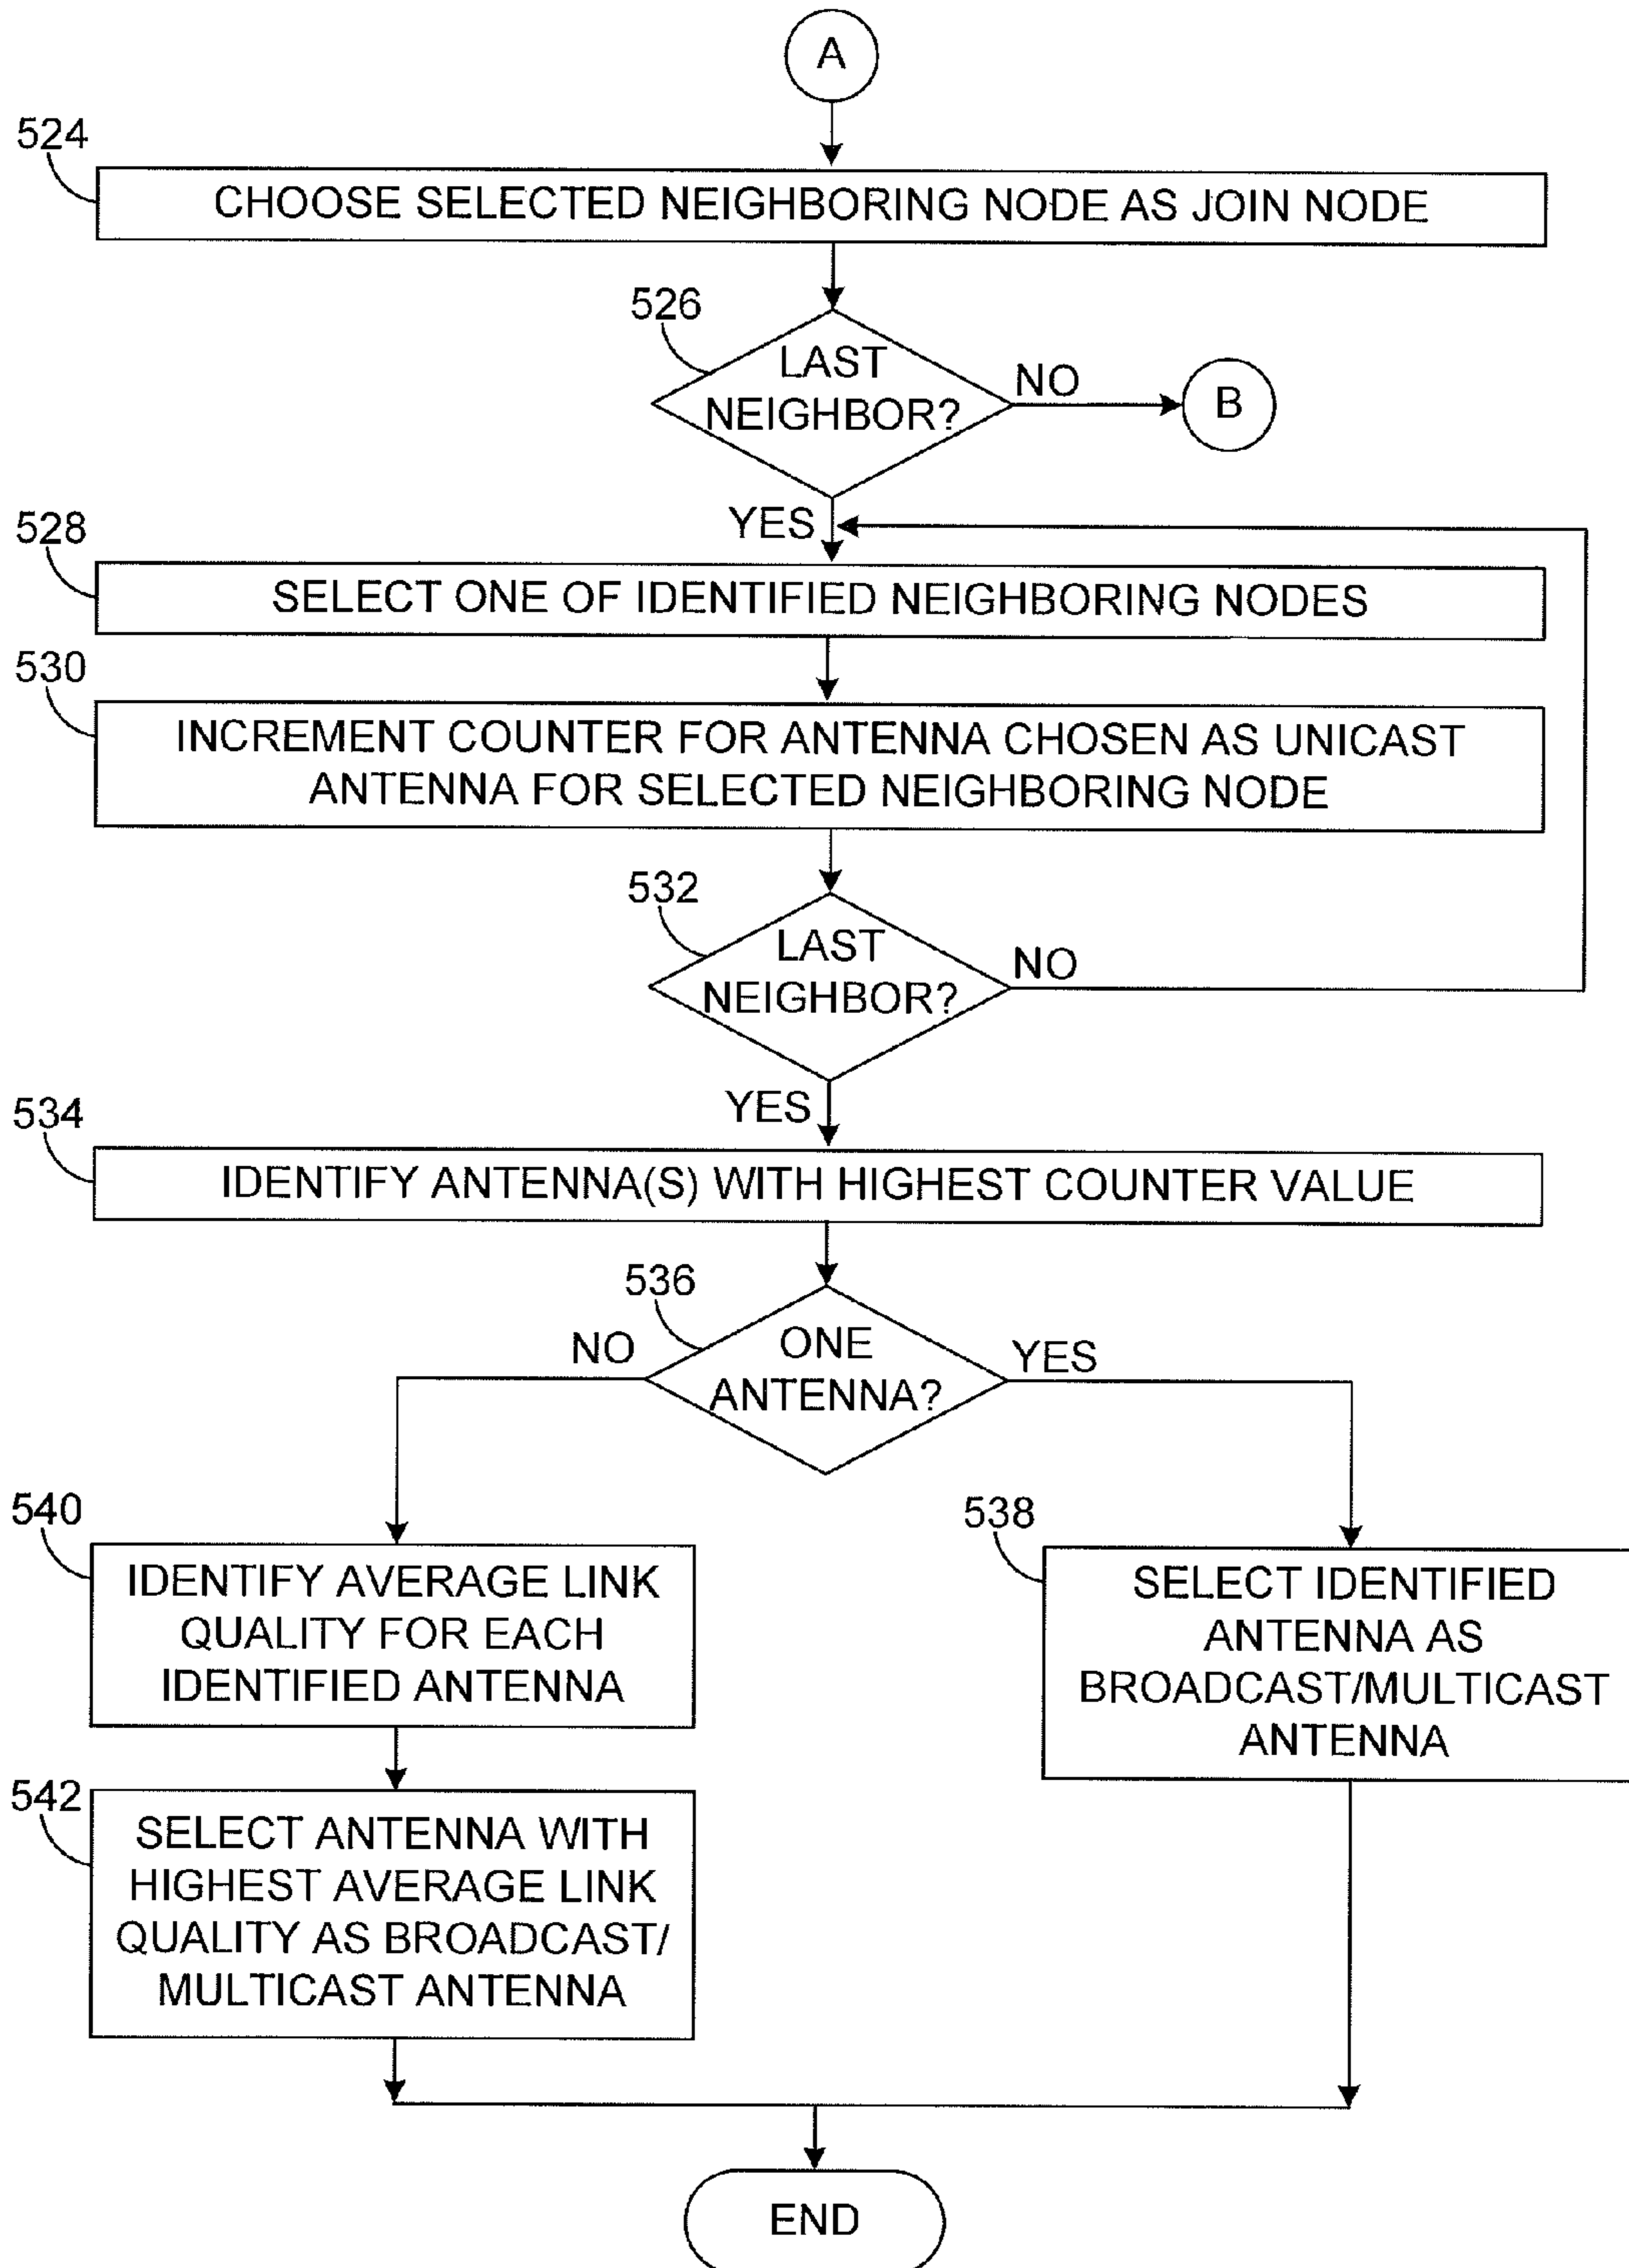 A
524
CHOOSE SELECTED NEIGHBORING NODE AS JOIN NODE
526
LAST
NEIGHBOR?
NO
B
YES
528
SELECT ONE OF IDENTIFIED NEIGHBORING NODES
530
INCREMENT COUNTER FOR ANTENNA CHOSEN AS UNICAST
ANTENNA FOR SELECTED NEIGHBORING NODE
532
LAST
NEIGHBOR?
NO
YES
534
IDENTIFY ANTENNA(S) WITH HIGHEST COUNTER VALUE
536
NO
ONE
ANTENNA?
YES
540
IDENTIFY AVERAGE LINK
QUALITY FOR EACH
IDENTIFIED ANTENNA
538
SELECT IDENTIFIED
ANTENNA AS
BROADCAST/MULTICAST
ANTENNA
542
SELECT ANTENNA WITH
HIGHEST AVERAGE LINK
QUALITY AS BROADCAST/
MULTICAST ANTENNA
END